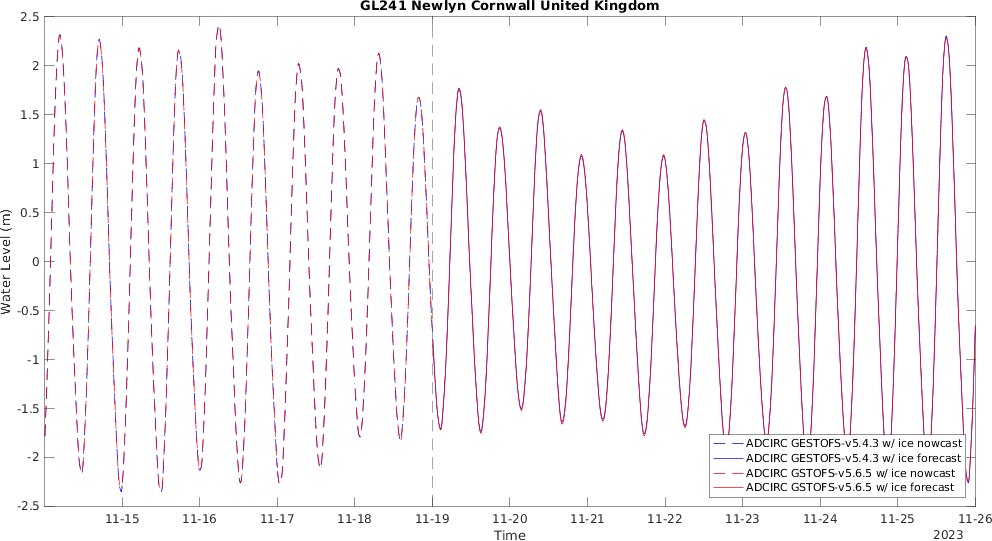 GL241 Newlyn Cornwall United Kingdom
2.5
2
1.5
1
0.5
0
-0.5
-1
-1.5
-2
-2.5
Water Level (m)
ADCIRC GESTOFS-v5.4.3 w/ ice nowcast
ADCIRC GESTOFS-v5.4.3 w/ ice forecast
ADCIRC GSTOFS-v5.6.5 w/ ice nowcast
ADCIRC GSTOFS-v5.6.5 w/ ice forecast
11-15 11-16 11-17 11-18 11-19 11-20 11-21 11-22 11-23 11-24 11-25 11-26
Time
2023